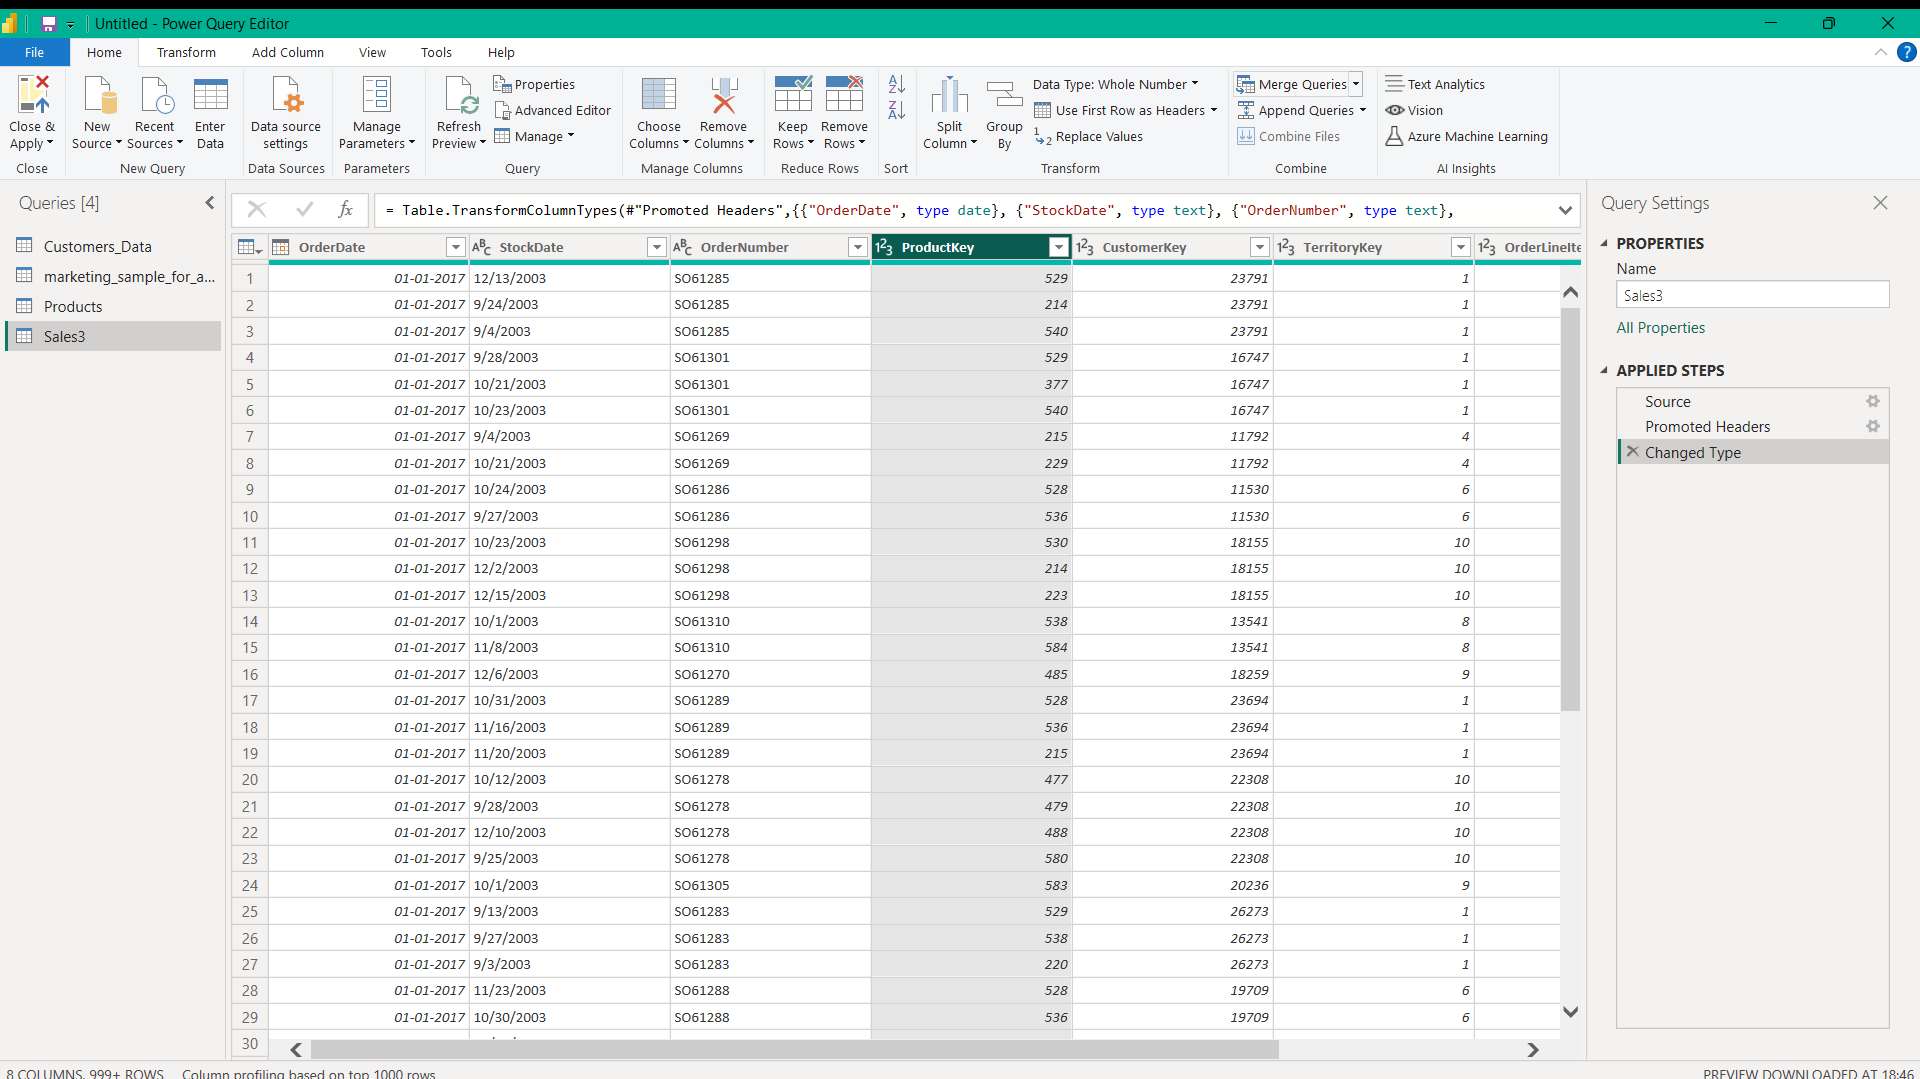 Untitled - Power Query Editor
File Home Transform Add Column View Tools Help
Close & Apply
Close
New Source
Recent Sources
Enter Data
New Query
Data source settings
Data Sources
Manage Parameters
Parameters
Refresh Preview
Properties
Advanced Editor
Manage
Query
Choose Columns
Remove Columns
Manage Columns
Keep Rows
Remove Rows
Reduce Rows
Sort
Split Column
Group By
Data Type: Whole Number
Use First Row as Headers
Replace Values
Transform
Merge Queries
Append Queries
Combine Files
Combine
Text Analytics
Vision
Azure Machine Learning
AI Insights
Queries [4]
Customers_Data
marketing_sample_for_a...
Products
Sales3
= Table.TransformColumnTypes(#"Promoted Headers",{{"OrderDate", type date}, {"StockDate", type text}, {"OrderNumber", type text},
OrderDate StockDate OrderNumber ProductKey CustomerKey TerritoryKey OrderLineIte
1 01-01-2017 12/13/2003 SO61285 529 23791 1
2 01-01-2017 9/24/2003 SO61285 214 23791 1
3 01-01-2017 9/4/2003 SO61285 540 23791 1
4 01-01-2017 9/28/2003 SO61301 529 16747 1
5 01-01-2017 10/21/2003 SO61301 377 16747 1
6 01-01-2017 10/23/2003 SO61301 540 16747 1
7 01-01-2017 9/4/2003 SO61269 215 11792 4
8 01-01-2017 10/21/2003 SO61269 229 11792 4
9 01-01-2017 10/24/2003 SO61286 528 11530 6
10 01-01-2017 9/27/2003 SO61286 536 11530 6
11 01-01-2017 10/23/2003 SO61298 530 18155 10
12 01-01-2017 12/2/2003 SO61298 214 18155 10
13 01-01-2017 12/15/2003 SO61298 223 18155 10
14 01-01-2017 10/1/2003 SO61310 538 13541 8
15 01-01-2017 11/8/2003 SO61310 584 13541 8
16 01-01-2017 12/6/2003 SO61270 485 18259 9
17 01-01-2017 10/31/2003 SO61289 528 23694 1
18 01-01-2017 11/16/2003 SO61289 536 23694 1
19 01-01-2017 11/20/2003 SO61289 215 23694 1
20 01-01-2017 10/12/2003 SO61278 477 22308 10
21 01-01-2017 9/28/2003 SO61278 479 22308 10
22 01-01-2017 12/10/2003 SO61278 488 22308 10
23 01-01-2017 9/25/2003 SO61278 580 22308 10
24 01-01-2017 10/1/2003 SO61305 583 20236 9
25 01-01-2017 9/13/2003 SO61283 529 26273 1
26 01-01-2017 9/27/2003 SO61283 538 26273 1
27 01-01-2017 9/3/2003 SO61283 220 26273 1
28 01-01-2017 11/23/2003 SO61288 528 19709 6
29 01-01-2017 10/30/2003 SO61288 536 19709 6
30
Query Settings
PROPERTIES
Name
Sales3
All Properties
APPLIED STEPS
Source
Promoted Headers
Changed Type
8 COLUMNS, 999+ ROWS Column profiling based on top 1000 rows
PREVIEW DOWNLOADED AT 18:46